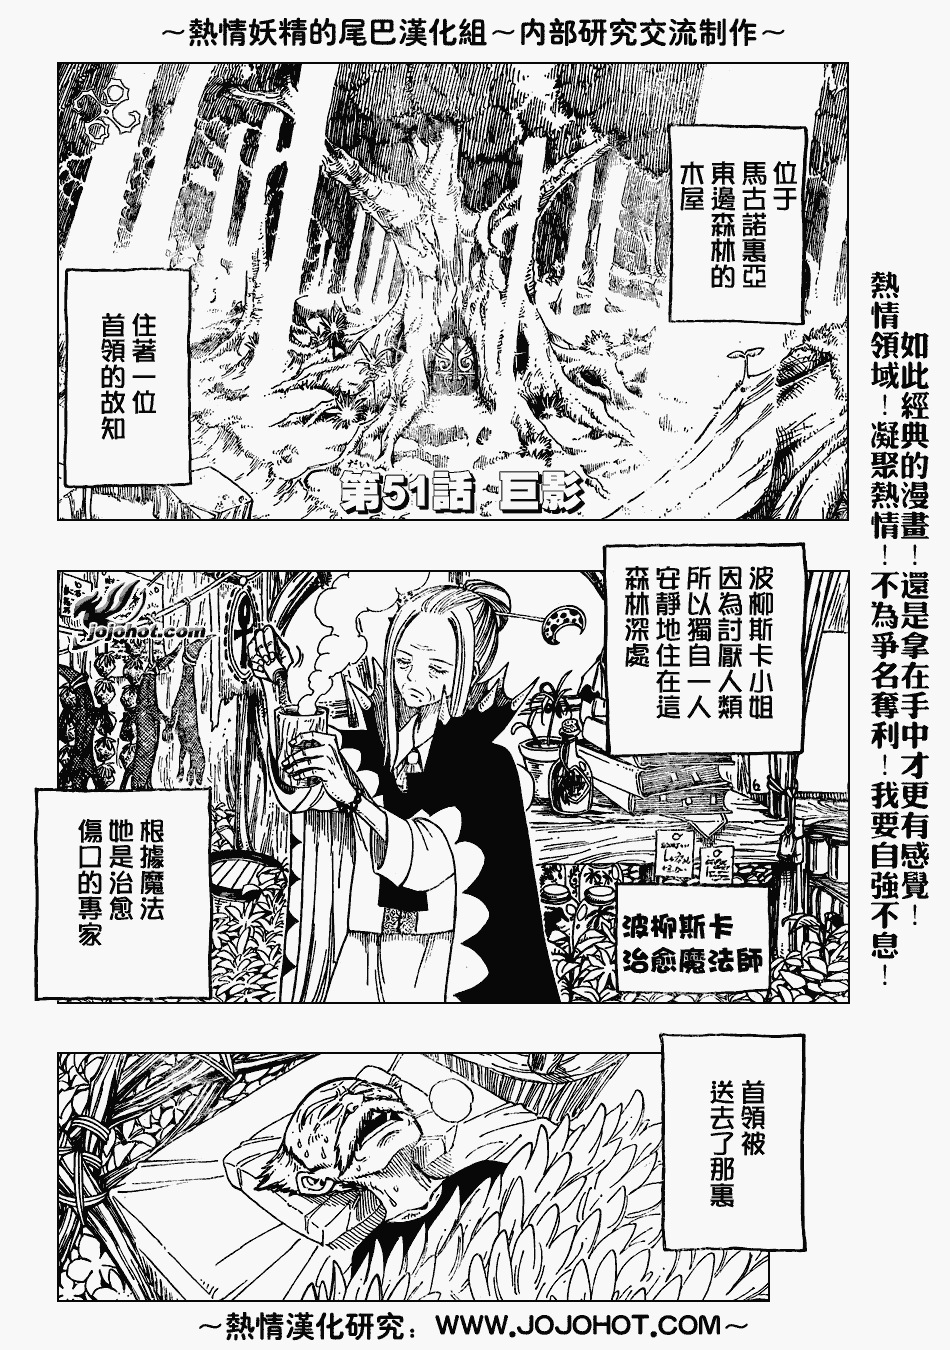 ～熱情妖精的尾巴漢化組～内部研究交流制作～
位于
馬古諾裏亞
東邊森林的
木屋
住著一位
首領的故知
第51話 巨影
如此經典的漫畫！還是拿在手中才更有感覺！
熱情領域！凝聚熱情！不為爭名奪利！我要自強不息！
波柳斯卡小姐
因為討厭人類
所以獨自一人
安靜地住在這
森林深處
jojohot.com
根據魔法
她是治愈
傷口的專家
波柳斯卡
治愈魔法師
首領被
送去了那裏
～熱情漢化研究：WWW.JOJOHOT.COM～